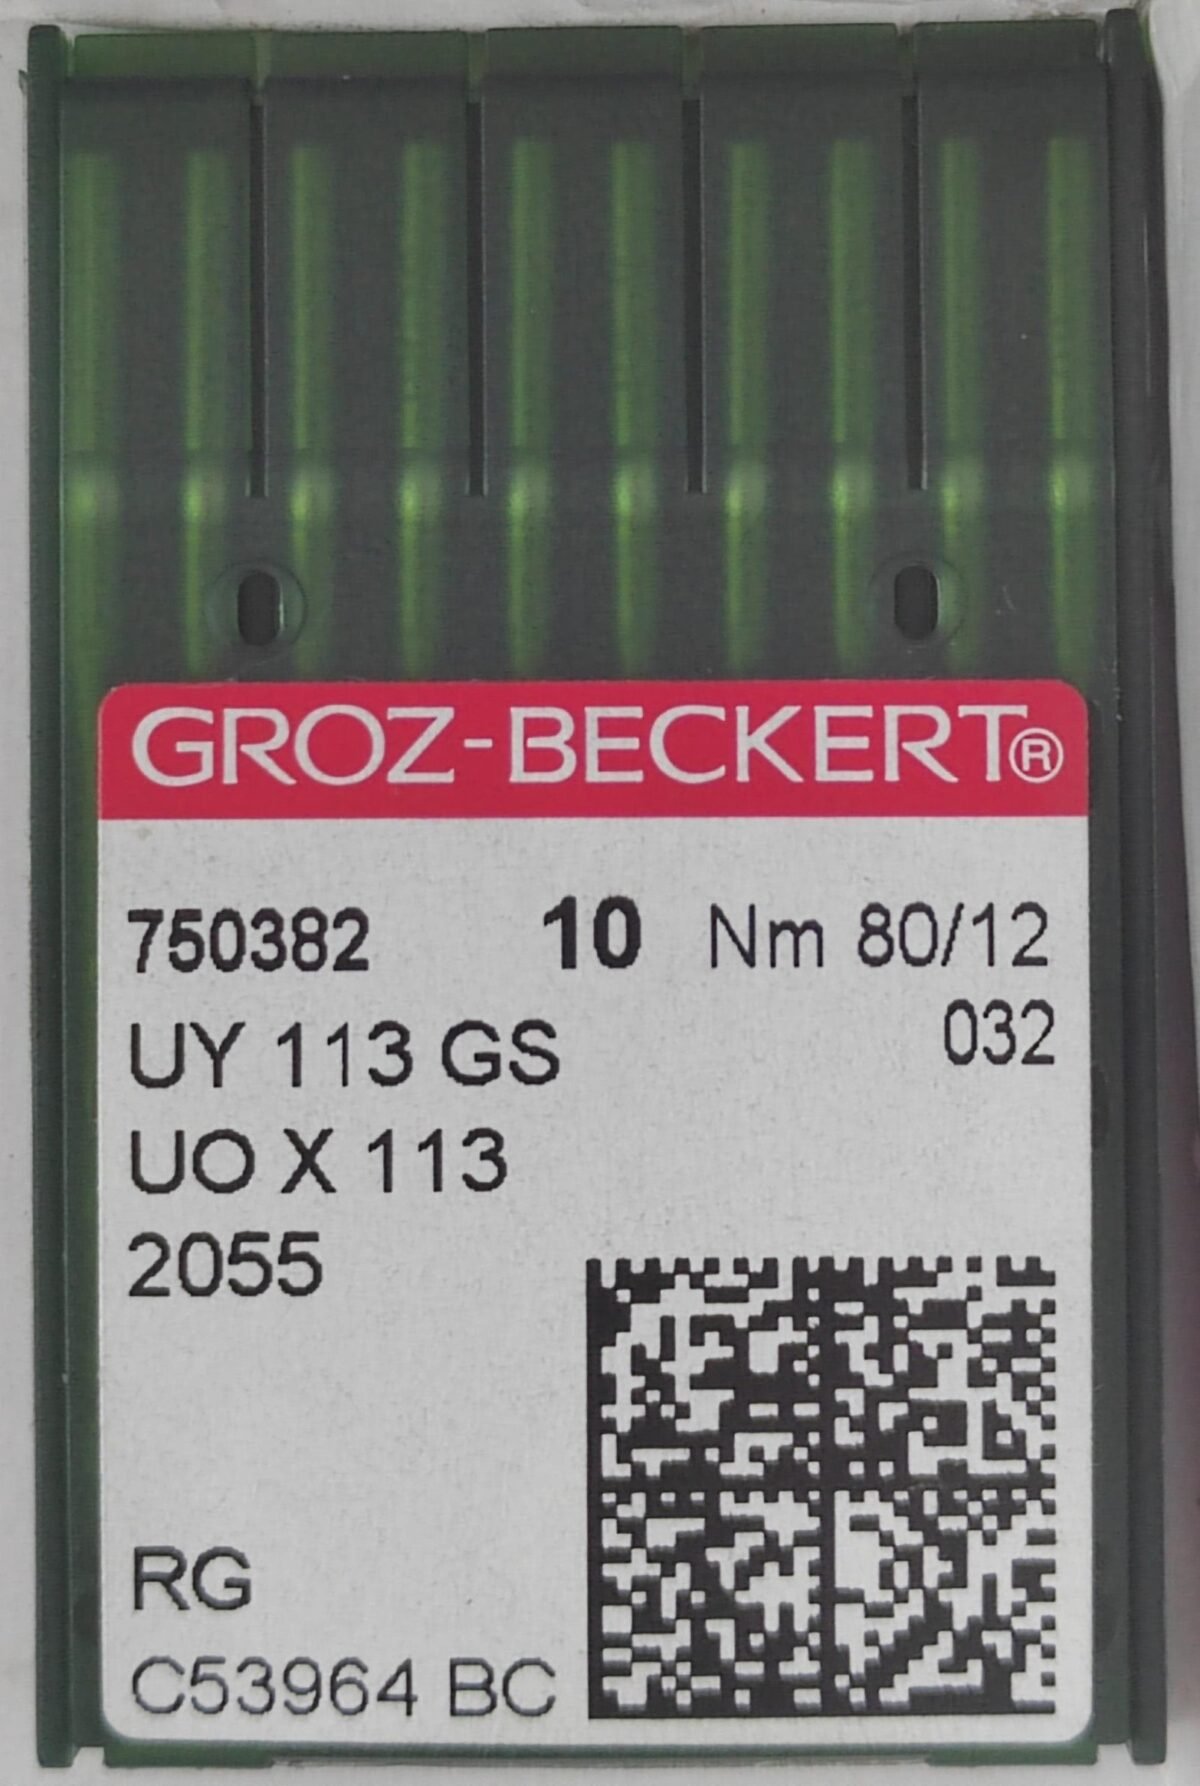 GROZ-BECKERT®
750382 10 Nm 80/12
UY 113 GS 032
UO X 113
2055
RG
C53964 BC